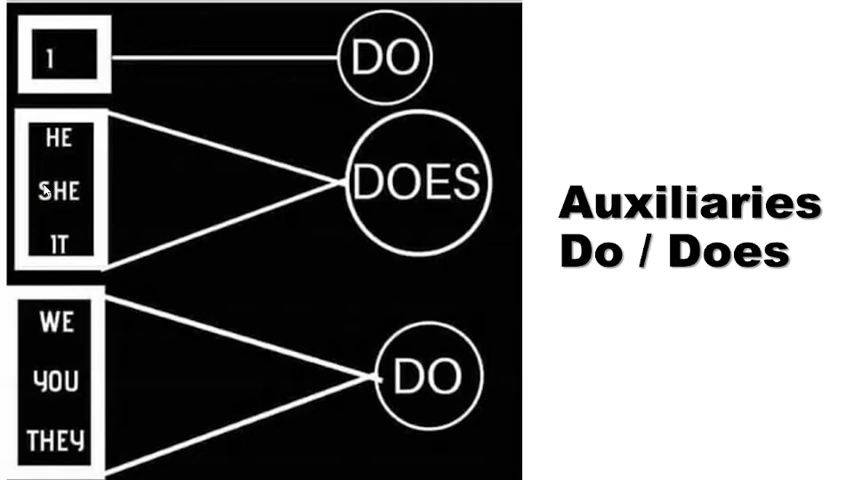 I
DO
HE
SHE
IT
DOES
WE
YOU
THEY
DO
Auxiliaries
Do / Does